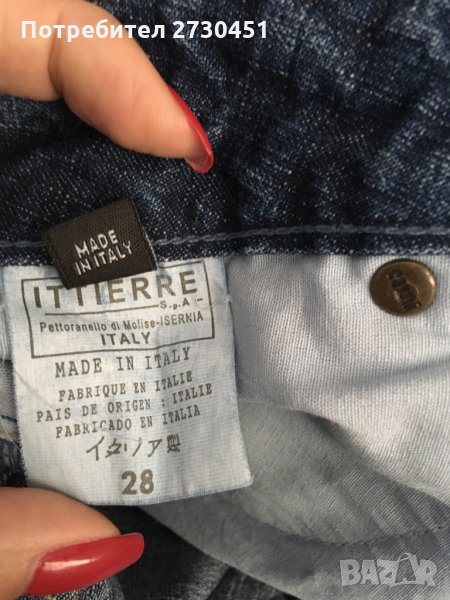 Потребител 2730451
MADE
IN ITALY
ITTIERRE
S.p.A
Pettoranello di Molise-ISERNIA
ITALY
MADE IN ITALY
FABRIQUE EN ITALIE
PAIS DE ORIGEN : ITALIE
FABRICADO EN ITALIA
イタリア製
28
BAZAR